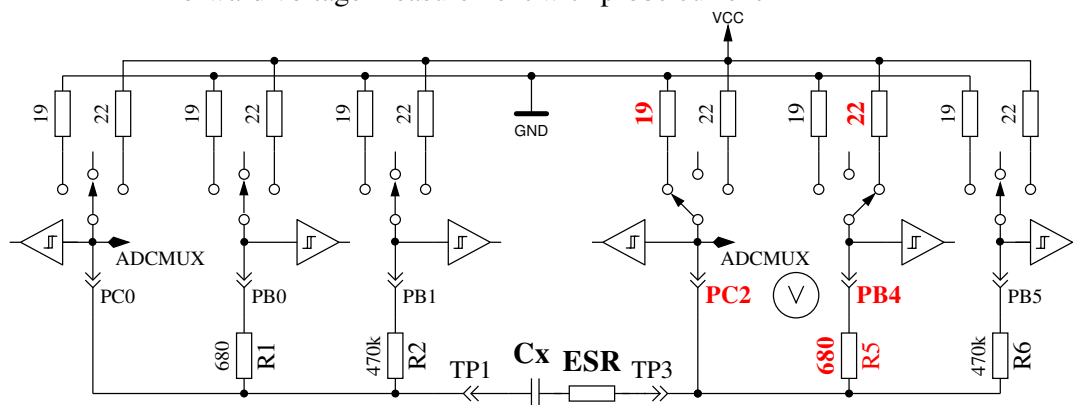 VCC
19 22 19 22 19 22 19 22 19 22 19 22
GND
ADCMUX ADCMUX
PC0 PB0 PB1 PC2 V PB4 PB5
680 R1 470k R2 680 R5 470k R6
TP1 Cx ESR TP3